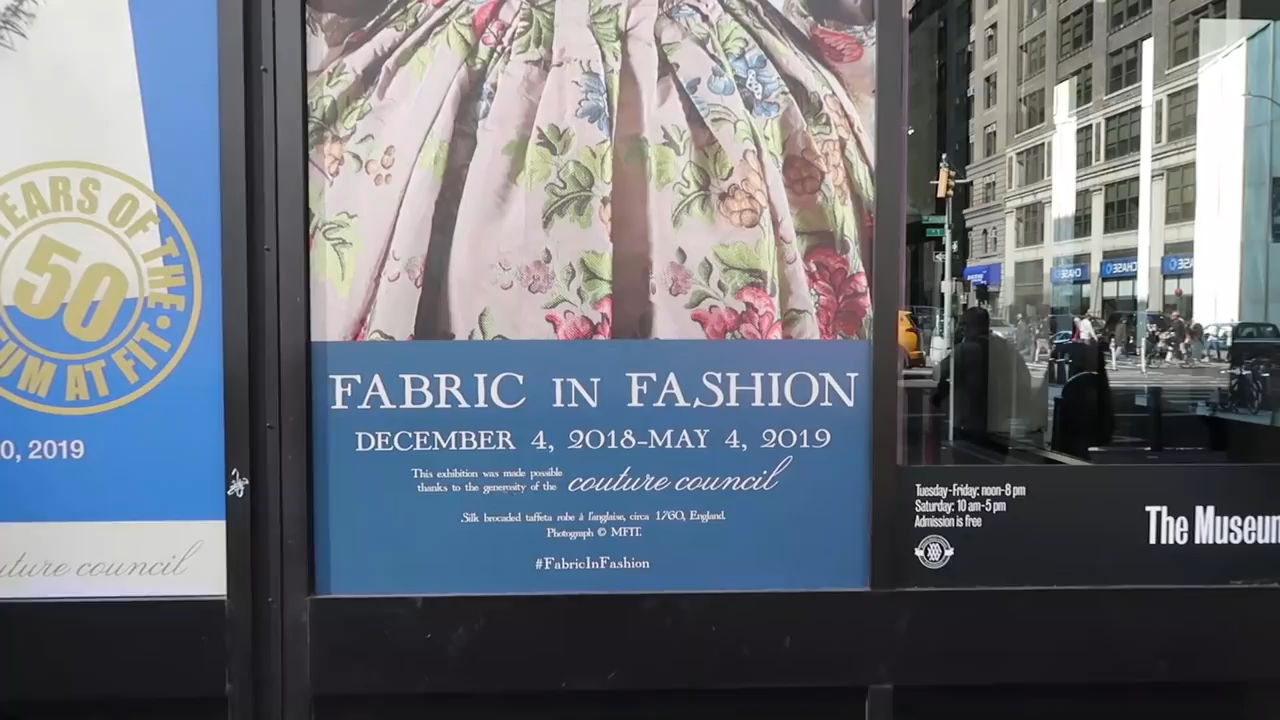 YEARS OF THE
50
UM AT FIT
0, 2019
couture council
FABRIC IN FASHION
DECEMBER 4, 2018-MAY 4, 2019
This exhibition was made possible
thanks to the generosity of the couture council
Silk brocaded taffeta robe à l'anglaise, circa 1760, England.
Photograph © MFIT.
#FabricInFashion
CHASE
CHASE
CHASE
Tuesday-Friday: noon-8 pm
Saturday: 10 am-5 pm
Admission is free
The Museum